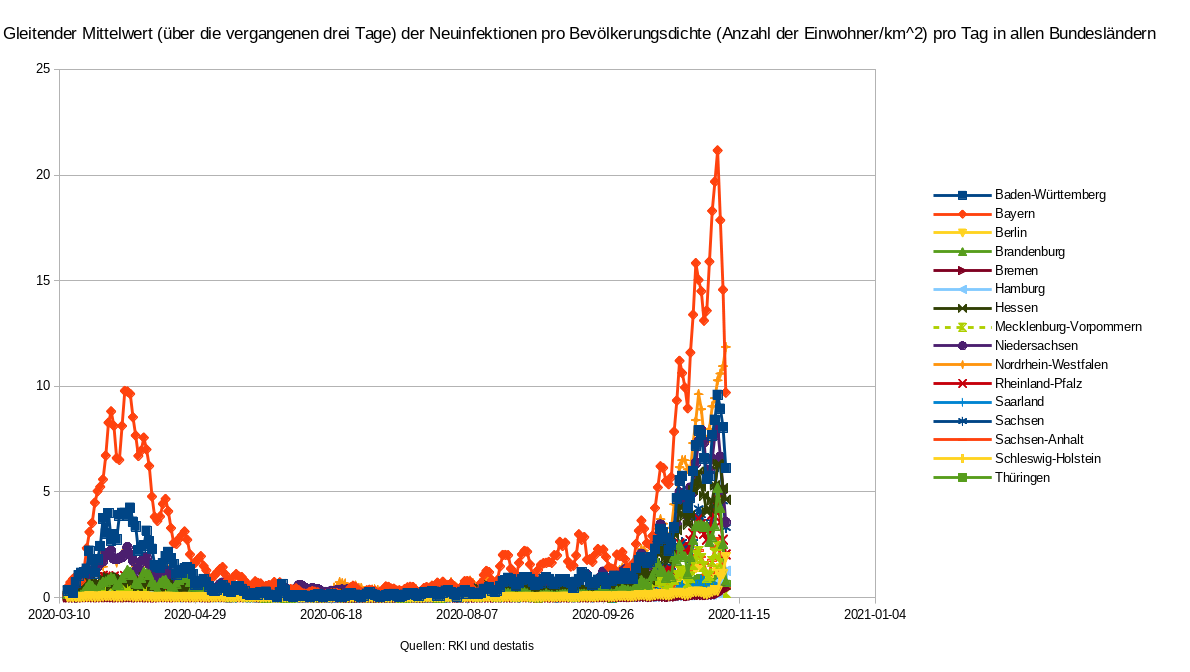 Gleitender Mittelwert (über die vergangenen drei Tage) der Neuinfektionen pro Bevölkerungsdichte (Anzahl der Einwohner/km^2) pro Tag in allen Bundesländern
25
20
15
10
5
0
2020-03-10
2020-04-29
2020-06-18
2020-08-07
2020-09-26
2020-11-15
2021-01-04
Baden-Württemberg
Bayern
Berlin
Brandenburg
Bremen
Hamburg
Hessen
Mecklenburg-Vorpommern
Niedersachsen
Nordrhein-Westfalen
Rheinland-Pfalz
Saarland
Sachsen
Sachsen-Anhalt
Schleswig-Holstein
Thüringen
Quellen: RKI und destatis